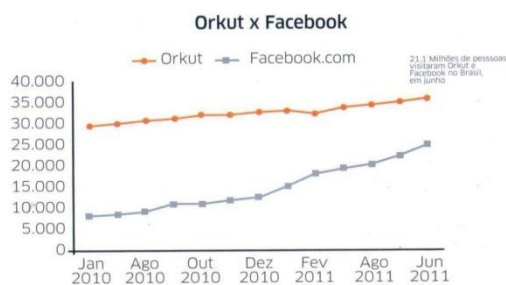 Orkut x Facebook
Orkut
Facebook.com
21,1 Milhões de pesssoas
visitaram Orkut e
Facebook no Brasil,
em junho
40.000
35.000
30.000
25.000
20.000
15.000
10.000
5.000
0
Jan
2010
Ago
2010
Out
2010
Dez
2010
Fev
2011
Ago
2011
Jun
2011